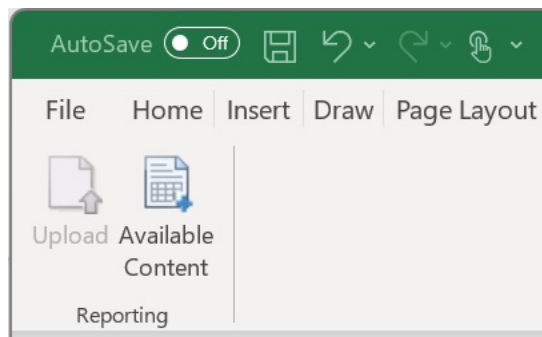 AutoSave Off
File Home Insert Draw Page Layout
Upload Available
Content
Reporting